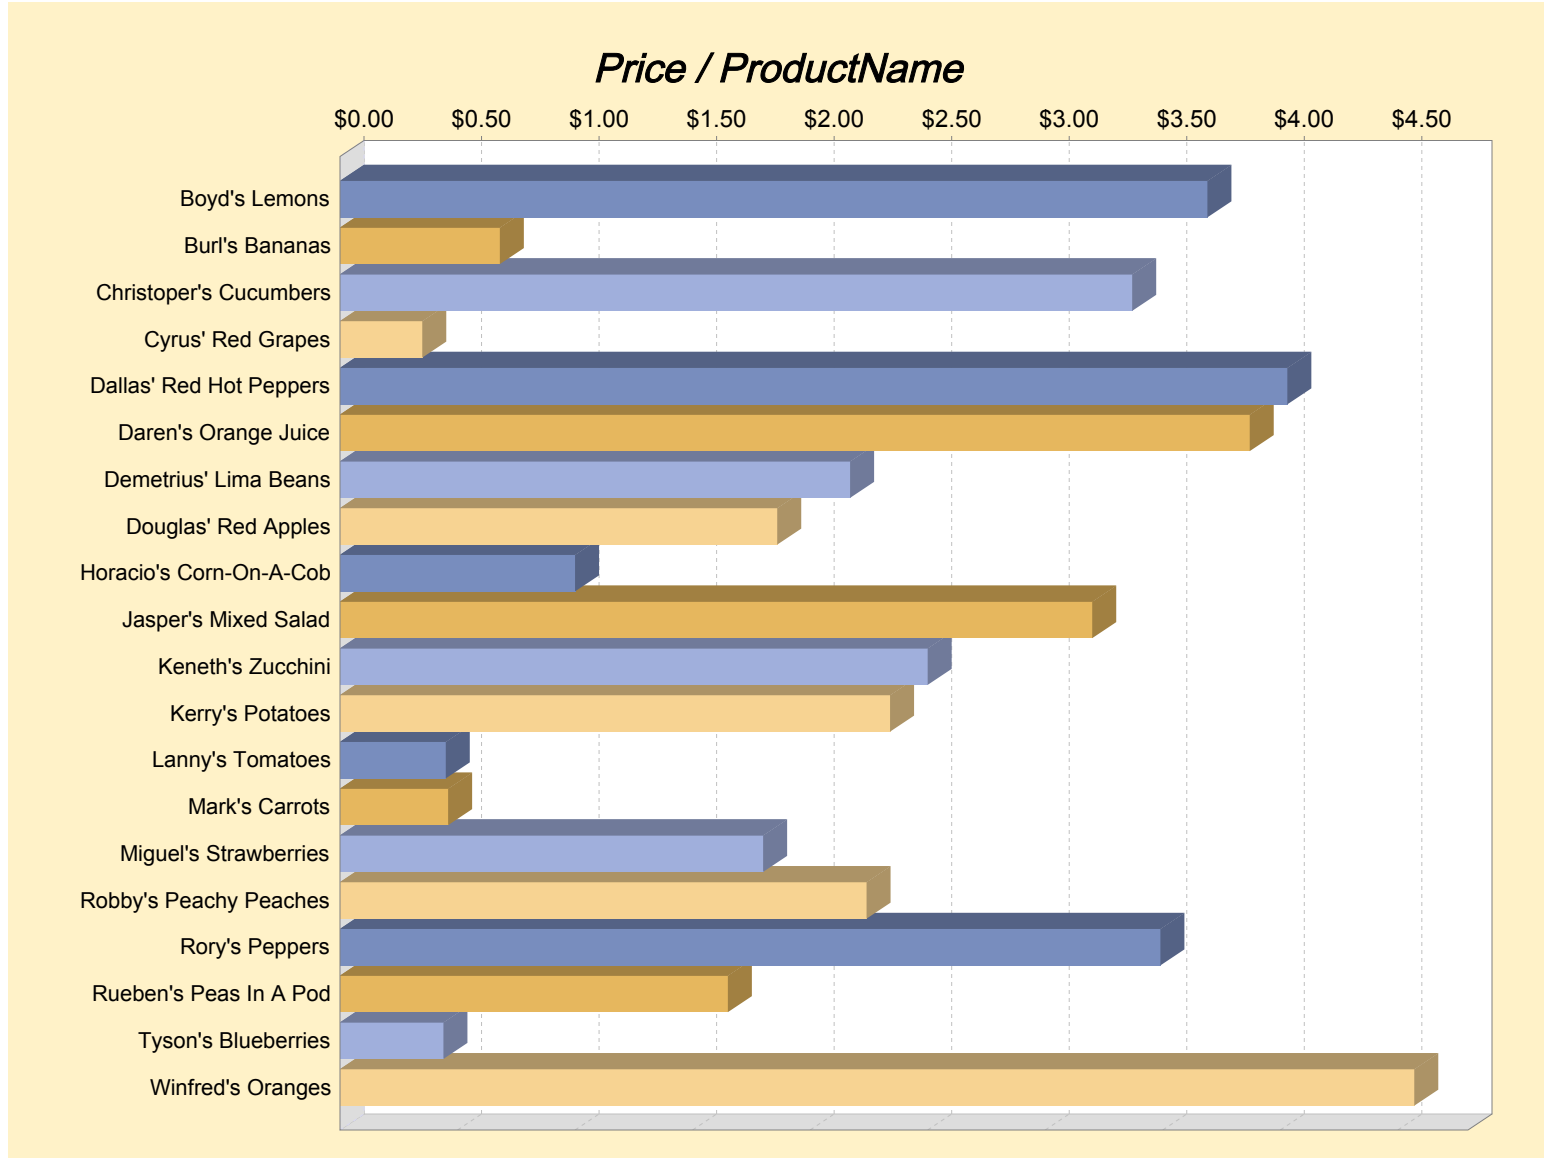 Price / ProductName
$0.00 $0.50 $1.00 $1.50 $2.00 $2.50 $3.00 $3.50 $4.00 $4.50
Boyd's Lemons
Burl's Bananas
Christoper's Cucumbers
Cyrus' Red Grapes
Dallas' Red Hot Peppers
Daren's Orange Juice
Demetrius' Lima Beans
Douglas' Red Apples
Horacio's Corn-On-A-Cob
Jasper's Mixed Salad
Keneth's Zucchini
Kerry's Potatoes
Lanny's Tomatoes
Mark's Carrots
Miguel's Strawberries
Robby's Peachy Peaches
Rory's Peppers
Rueben's Peas In A Pod
Tyson's Blueberries
Winfred's Oranges